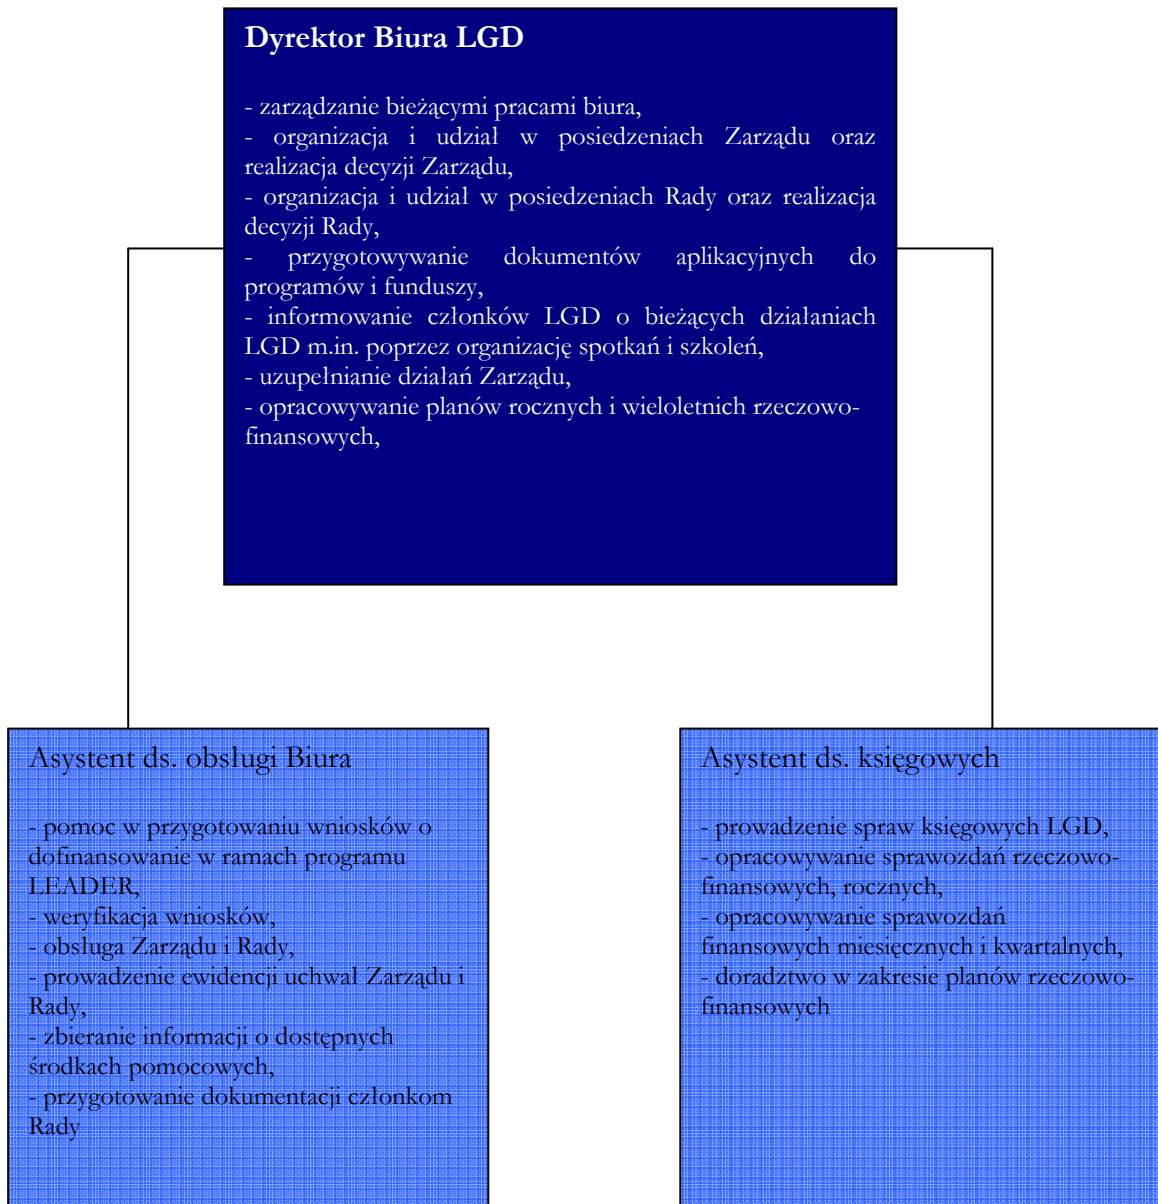 Dyrektor Biura LGD
- zarządzanie bieżącymi pracami biura,
- organizacja i udział w posiedzeniach Zarządu oraz
realizacja decyzji Zarządu,
- organizacja i udział w posiedzeniach Rady oraz realizacja
decyzji Rady,
- przygotowywanie dokumentów aplikacyjnych do
programów i funduszy,
- informowanie członków LGD o bieżących działaniach
LGD m.in. poprzez organizację spotkań i szkoleń,
- uzupełnianie działań Zarządu,
- opracowywanie planów rocznych i wieloletnich rzeczowo-
finansowych,
Asystent ds. obsługi Biura
- pomoc w przygotowaniu wniosków o
dofinansowanie w ramach programu
LEADER,
- weryfikacja wniosków,
- obsługa Zarządu i Rady,
- prowadzenie ewidencji uchwał Zarządu i
Rady,
- zbieranie informacji o dostępnych
środkach pomocowych,
- przygotowanie dokumentacji członkom
Rady
Asystent ds. księgowych
- prowadzenie spraw księgowych LGD,
- opracowywanie sprawozdań rzeczowo-
finansowych, rocznych,
- opracowywanie sprawozdań
finansowych miesięcznych i kwartalnych,
- doradztwo w zakresie planów rzeczowo-
finansowych